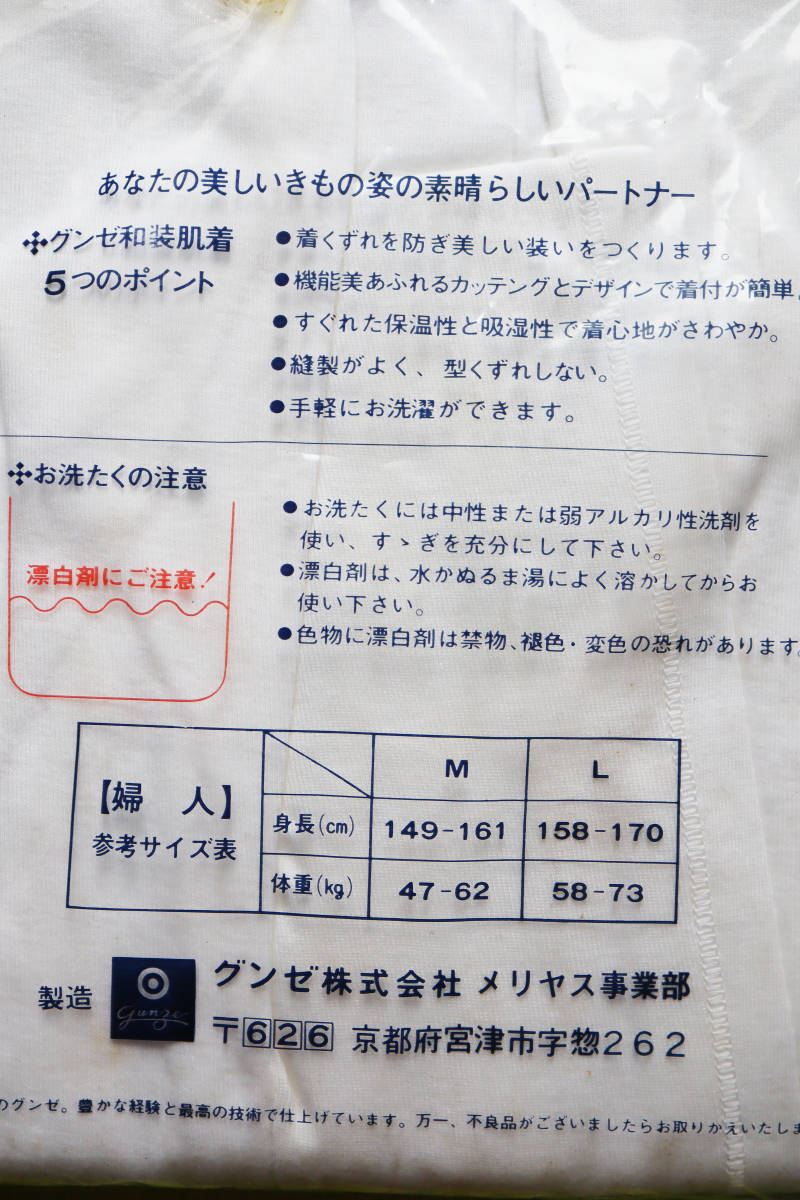 あなたの美しいきもの姿の素晴らしいパートナー
✣グンゼ和装肌着
5つのポイント
●着くずれを防ぎ美しい装いをつくります。
●機能美あふれるカッテングとデザインで着付が簡単。
●すぐれた保温性と吸湿性で着心地がさわやか。
●縫製がよく、型くずれしない。
●手軽にお洗濯ができます。
✣お洗たくの注意
漂白剤にご注意!
●お洗たくには中性または弱アルカリ性洗剤を
使い、すゝぎを充分にして下さい。
●漂白剤は、水かぬるま湯によく溶かしてからお
使い下さい。
●色物に漂白剤は禁物、褪色・変色の恐れがあります。
【婦　人】
参考サイズ表
M L
身長(cm) 149-161 158-170
体重(kg) 47-62 58-73
製造 gunze グンゼ株式会社 メリヤス事業部
〒626 京都府宮津市字惣262
のグンゼ。豊かな経験と最高の技術で仕上げています。万一、不良品がございましたらお取りかえいたしま